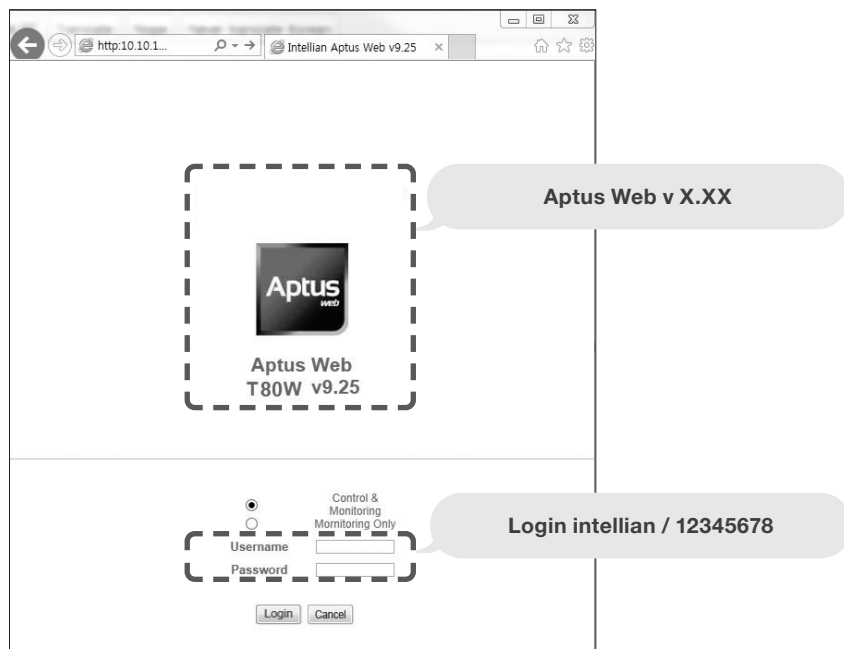 http:10.10.1...
Intellian Aptus Web v9.25
Aptus Web v X.XX
Aptus
web
Aptus Web
T80W v9.25
Control &
Monitoring
Mornitoring Only
Login intellian / 12345678
Username
Password
Login Cancel